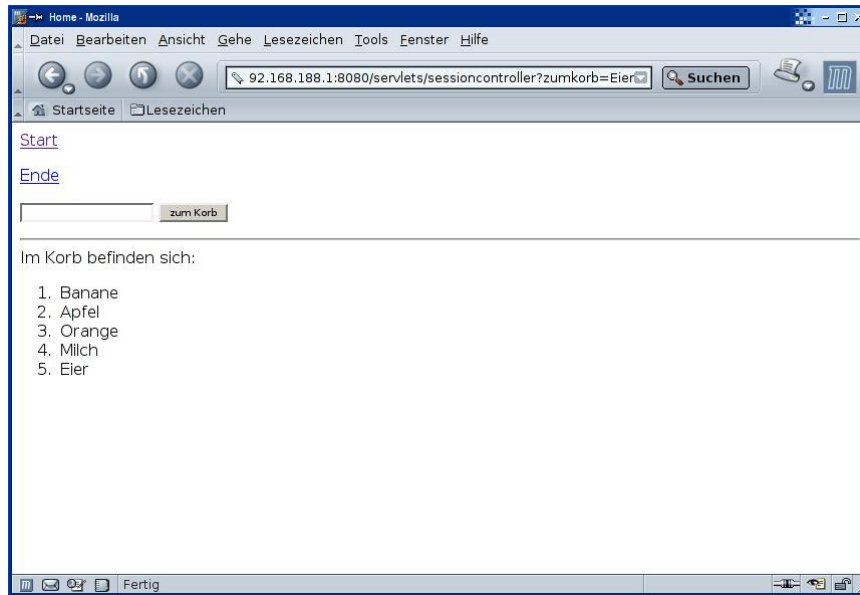 Home - Mozilla
Datei Bearbeiten Ansicht Gehe Lesezeichen Tools Fenster Hilfe
92.168.188.1:8080/servlets/sessioncontroller?zumkorb=Eier Suchen
Startseite Lesezeichen
Start
Ende
zum Korb
Im Korb befinden sich:
1. Banane
2. Apfel
3. Orange
4. Milch
5. Eier
Fertig